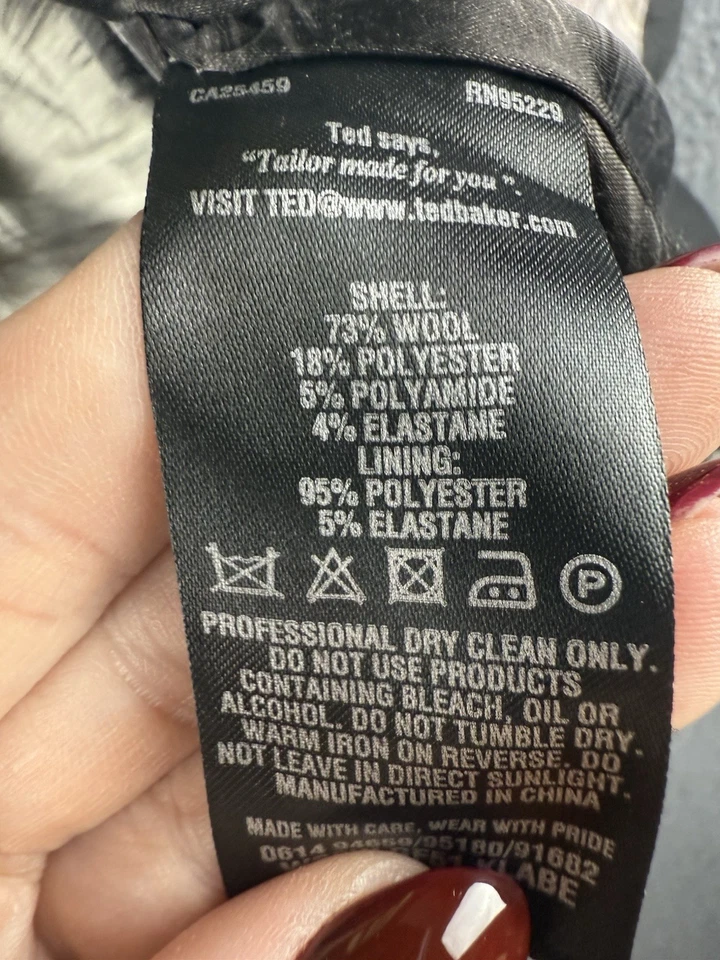 CA25459 RN95229
Ted says,
“Tailor made for you”.
VISIT TED@www.tedbaker.com
SHELL:
73% WOOL
18% POLYESTER
5% POLYAMIDE
4% ELASTANE
LINING:
95% POLYESTER
5% ELASTANE
P
PROFESSIONAL DRY CLEAN ONLY.
DO NOT USE PRODUCTS
CONTAINING BLEACH, OIL OR
ALCOHOL. DO NOT TUMBLE DRY.
WARM IRON ON REVERSE. DO
NOT LEAVE IN DIRECT SUNLIGHT.
MANUFACTURED IN CHINA
MADE WITH CARE, WEAR WITH PRIDE
KLABE